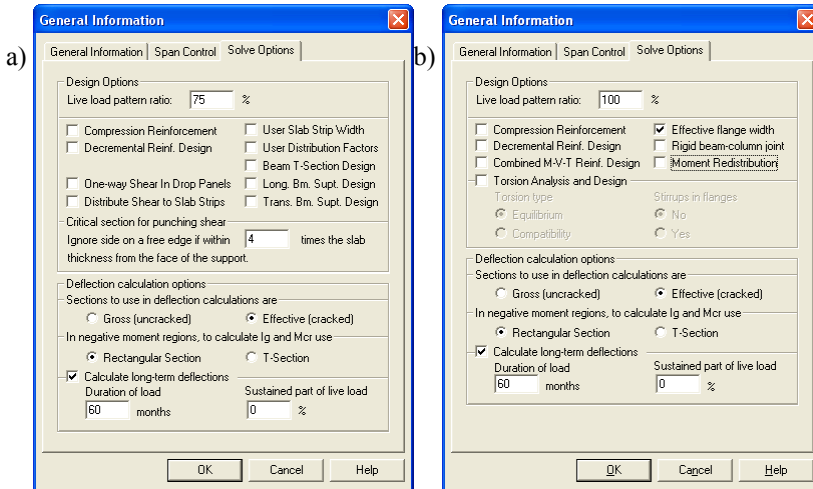 a)
General Information
General Information Span Control Solve Options
Design Options
Live load pattern ratio: 75 %
Compression Reinforcement User Slab Strip Width
Decremental Reinf. Design User Distribution Factors
Beam T-Section Design
One-way Shear In Drop Panels Long. Bm. Supt. Design
Distribute Shear to Slab Strips Trans. Bm. Supt. Design
Critical section for punching shear
Ignore side on a free edge if within 4 times the slab
thickness from the face of the support.
Deflection calculation options
Sections to use in deflection calculations are
Gross (uncracked) Effective (cracked)
In negative moment regions, to calculate Ig and Mcr use
Rectangular Section T-Section
Calculate long-term deflections
Duration of load Sustained part of live load
60 months 0 %
OK Cancel Help
b)
General Information
General Information Span Control Solve Options
Design Options
Live load pattern ratio: 100 %
Compression Reinforcement Effective flange width
Decremental Reinf. Design Rigid beam-column joint
Combined M-V-T Reinf. Design Moment Redistribution
Torsion Analysis and Design
Torsion type Stirrups in flanges
Equilibrium No
Compatibility Yes
Deflection calculation options
Sections to use in deflection calculations are
Gross (uncracked) Effective (cracked)
In negative moment regions, to calculate Ig and Mcr use
Rectangular Section T-Section
Calculate long-term deflections
Duration of load Sustained part of live load
60 months 0 %
OK Cancel Help